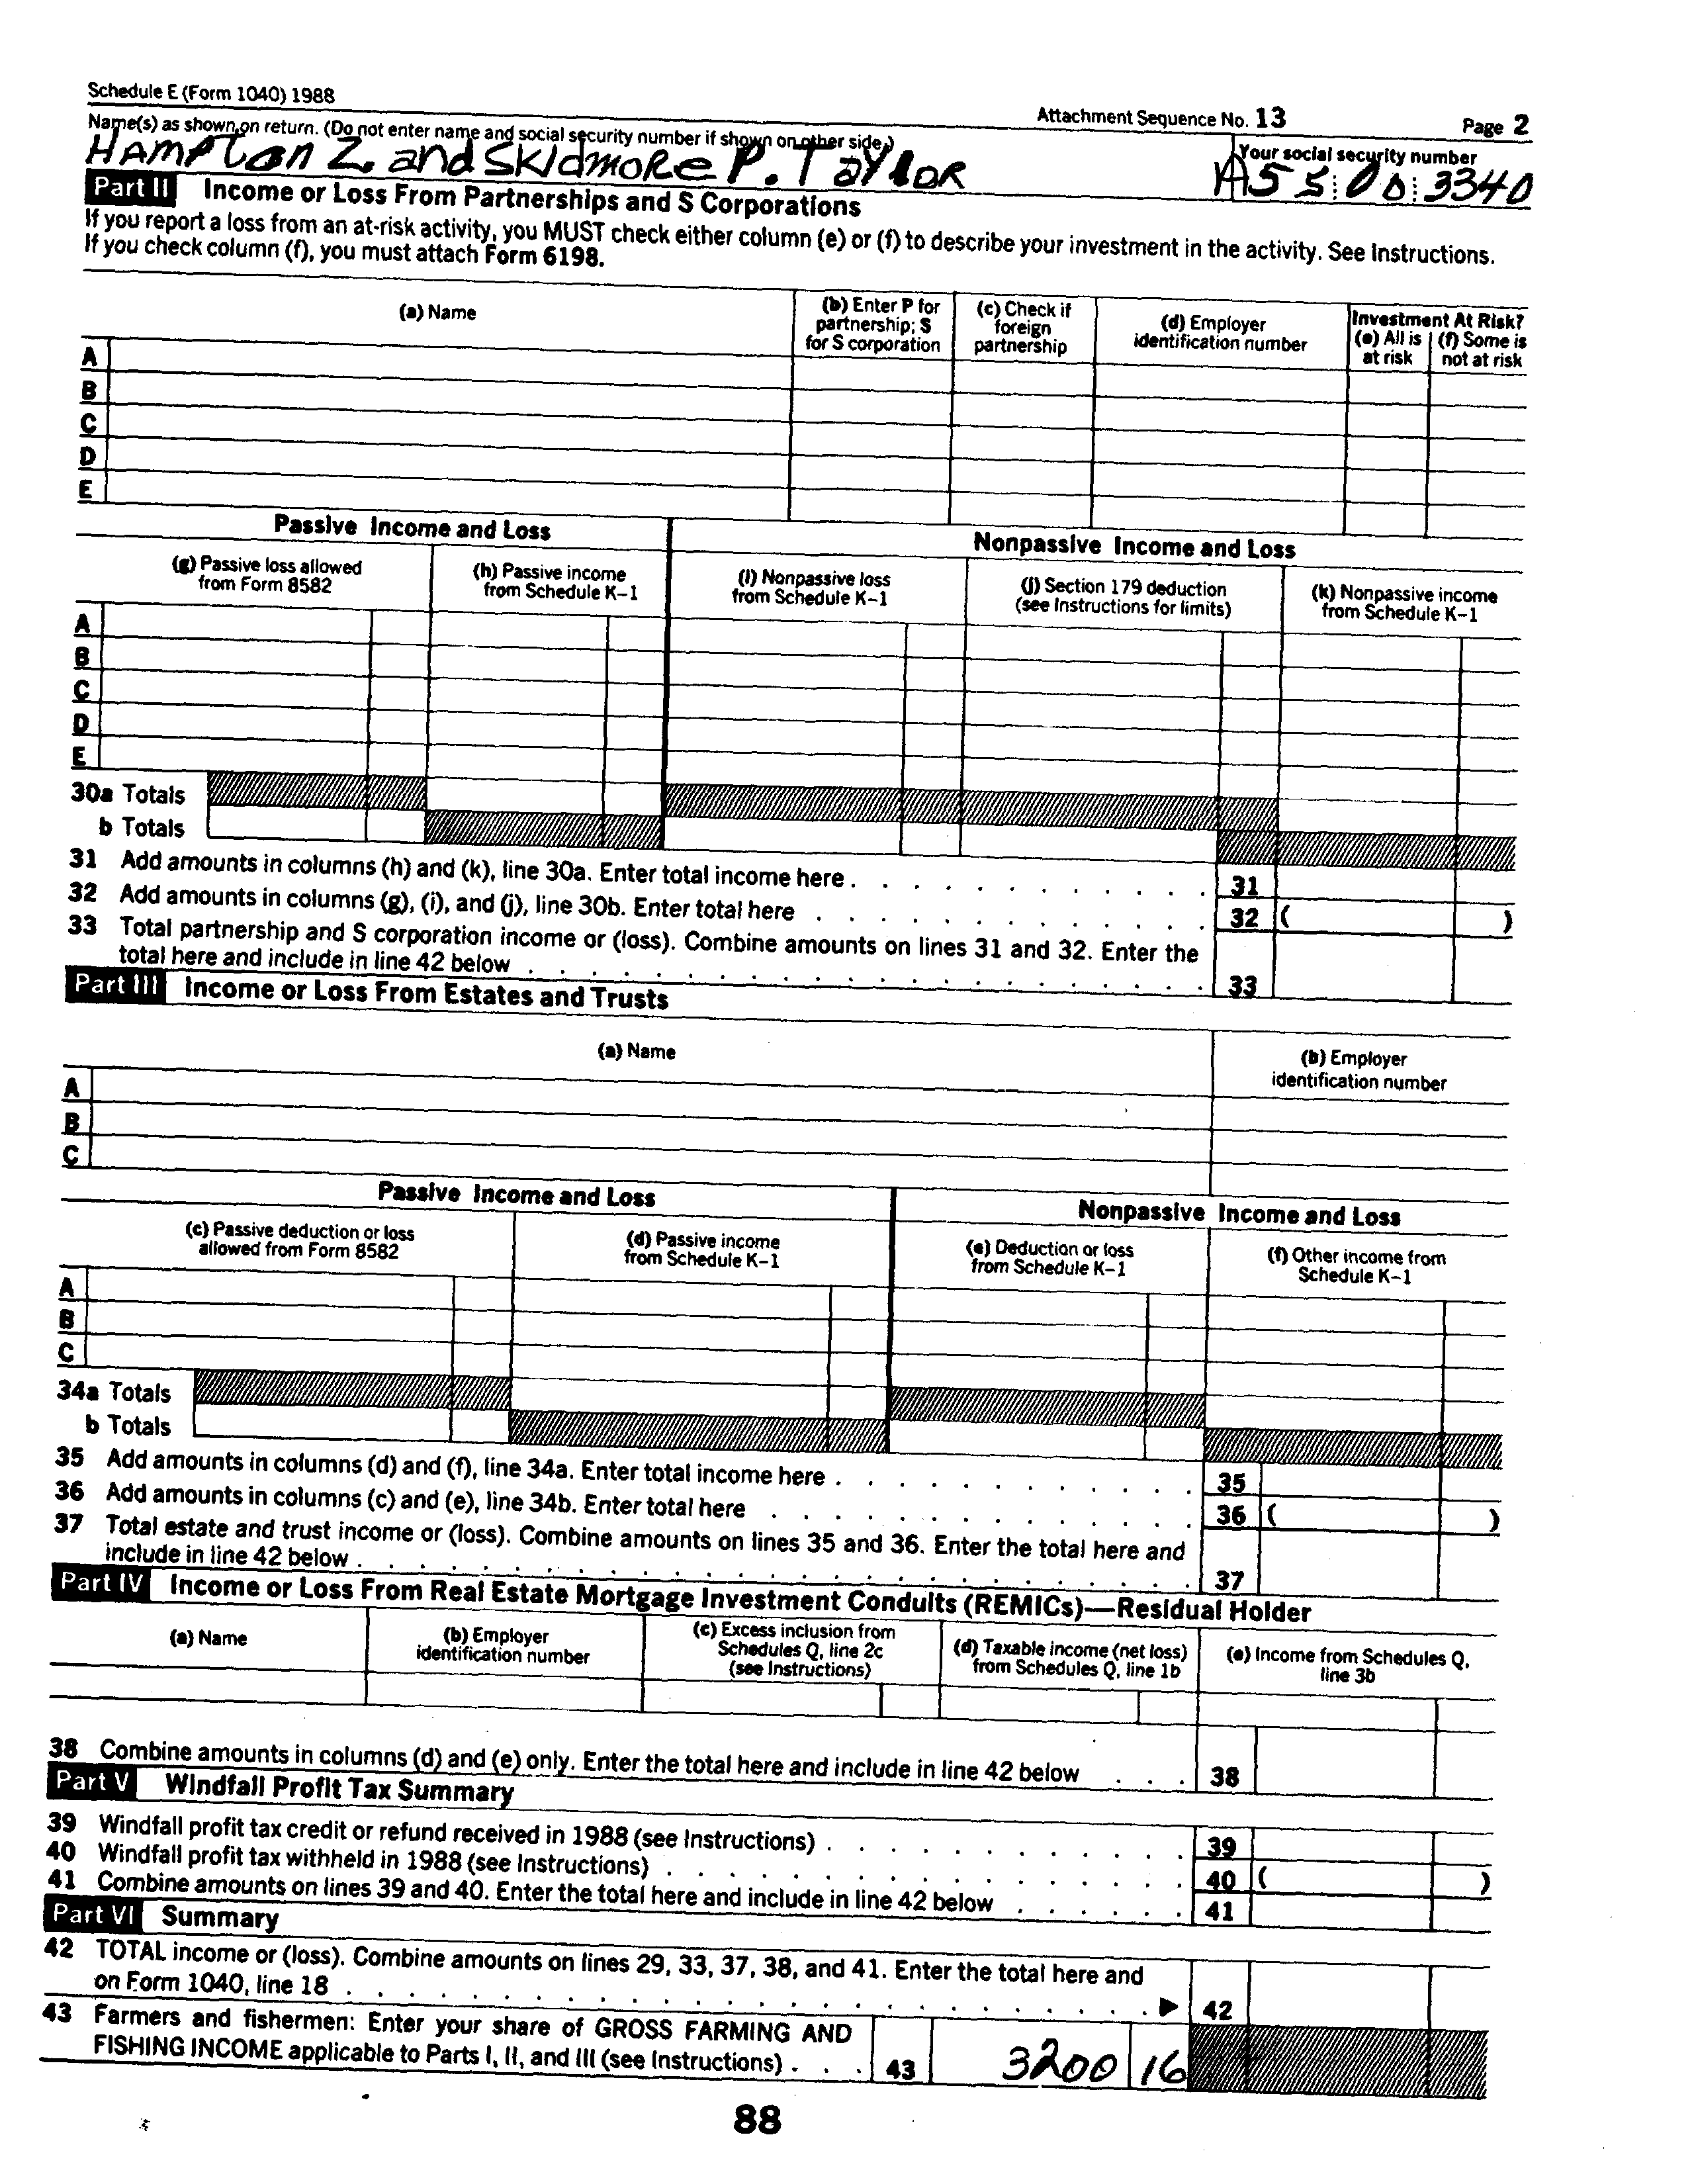 Schedule E (Form 1040) 1988
Attachment Sequence No. 13
Page 2
Name(s) as shown on return. (Do not enter name and social security number if shown on other side.)
Your social security number
Hampton Z. and Skidmore P. Taylor
55 00 3340
Part II Income or Loss From Partnerships and S Corporations
If you report a loss from an at-risk activity, you MUST check either column (e) or (f) to describe your investment in the activity. See Instructions.
If you check column (f), you must attach Form 6198.
(a) Name
(b) Enter P for partnership; S for S corporation
(c) Check if foreign partnership
(d) Employer identification number
Investment At Risk?
(e) All is at risk
(f) Some is not at risk
A
B
C
D
E
Passive Income and Loss
Nonpassive Income and Loss
(g) Passive loss allowed from Form 8582
(h) Passive income from Schedule K–1
(i) Nonpassive loss from Schedule K–1
(j) Section 179 deduction (see Instructions for limits)
(k) Nonpassive income from Schedule K–1
A
B
C
D
E
30a Totals
b Totals
31 Add amounts in columns (h) and (k), line 30a. Enter total income here . 31
32 Add amounts in columns (g), (i), and (j), line 30b. Enter total here . 32 ( )
33 Total partnership and S corporation income or (loss). Combine amounts on lines 31 and 32. Enter the
total here and include in line 42 below . 33
Part III Income or Loss From Estates and Trusts
(a) Name
(b) Employer identification number
A
B
C
Passive Income and Loss
Nonpassive Income and Loss
(c) Passive deduction or loss allowed from Form 8582
(d) Passive income from Schedule K–1
(e) Deduction or loss from Schedule K–1
(f) Other income from Schedule K–1
A
B
C
34a Totals
b Totals
35 Add amounts in columns (d) and (f), line 34a. Enter total income here . 35
36 Add amounts in columns (c) and (e), line 34b. Enter total here . 36 ( )
37 Total estate and trust income or (loss). Combine amounts on lines 35 and 36. Enter the total here and
include in line 42 below . 37
Part IV Income or Loss From Real Estate Mortgage Investment Conduits (REMICs)—Residual Holder
(a) Name
(b) Employer identification number
(c) Excess inclusion from Schedules Q, line 2c (see Instructions)
(d) Taxable income (net loss) from Schedules Q, line 1b
(e) Income from Schedules Q, line 3b
38 Combine amounts in columns (d) and (e) only. Enter the total here and include in line 42 below . . . 38
Part V Windfall Profit Tax Summary
39 Windfall profit tax credit or refund received in 1988 (see Instructions) . 39
40 Windfall profit tax withheld in 1988 (see Instructions) . 40 ( )
41 Combine amounts on lines 39 and 40. Enter the total here and include in line 42 below . 41
Part VI Summary
42 TOTAL income or (loss). Combine amounts on lines 29, 33, 37, 38, and 41. Enter the total here and
on Form 1040, line 18 . ▶ 42
43 Farmers and fishermen: Enter your share of GROSS FARMING AND
FISHING INCOME applicable to Parts I, II, and III (see Instructions) . . . 43 3200 16
88